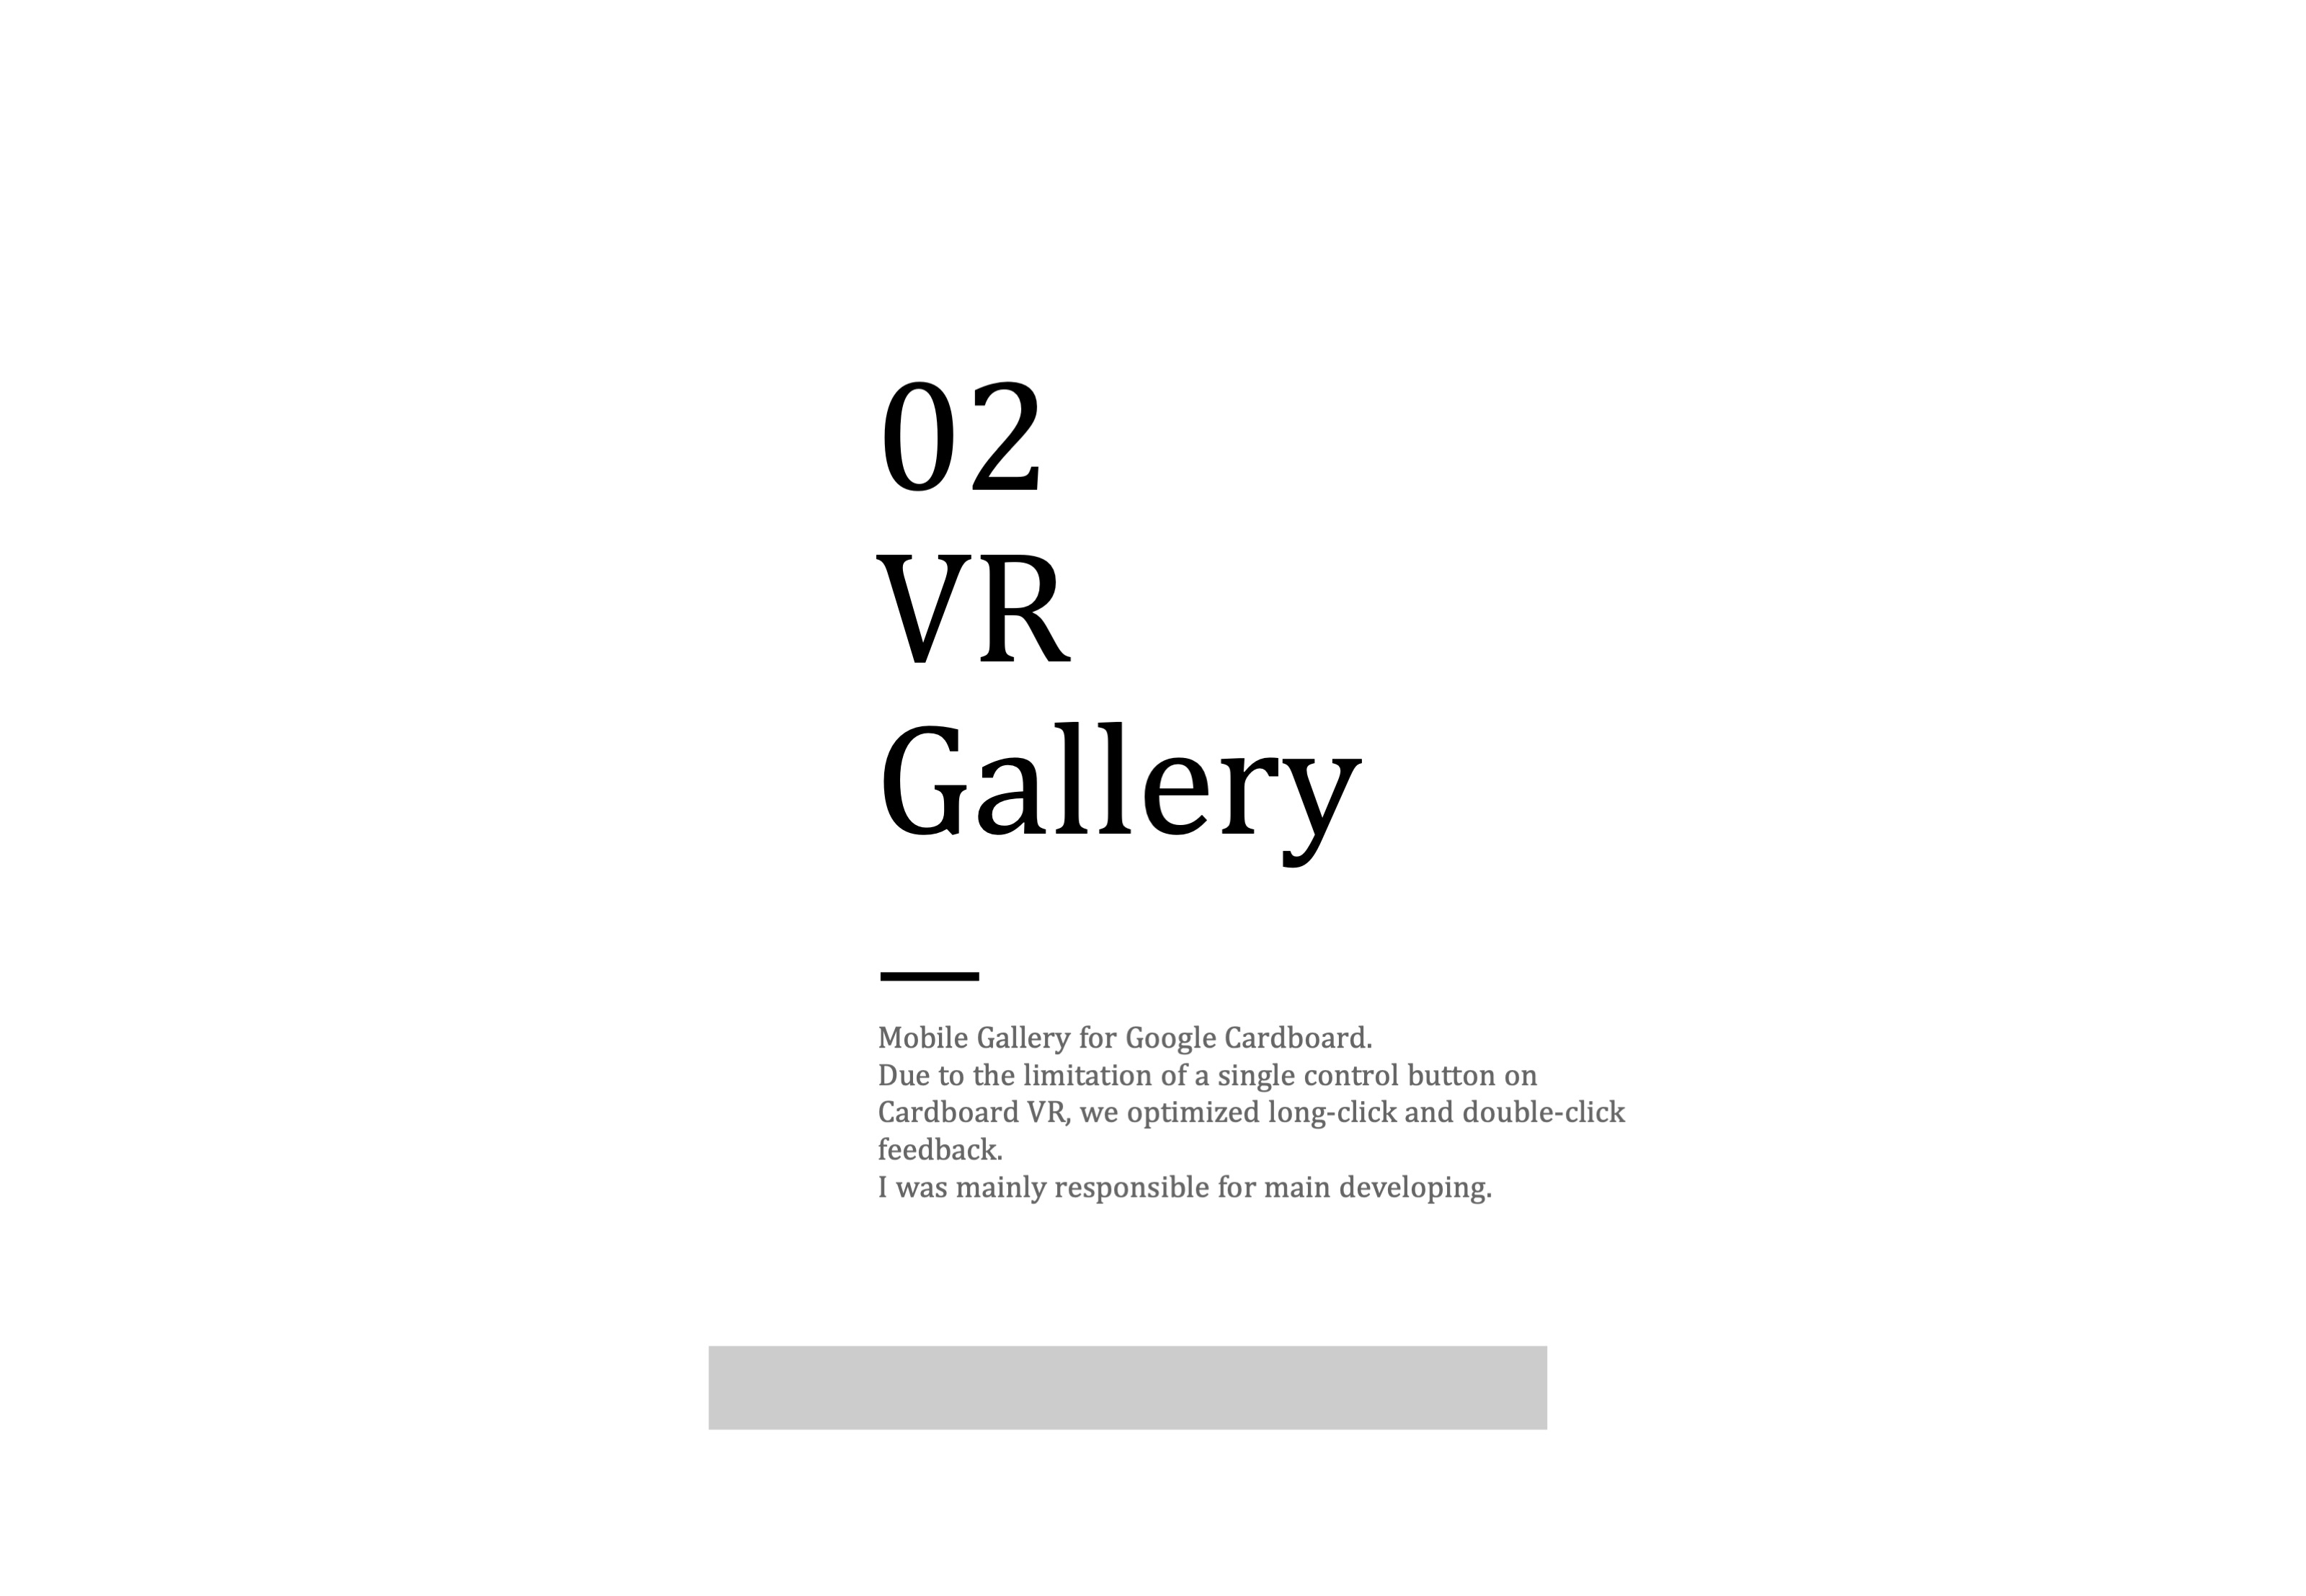 02
VR
Gallery
Mobile Gallery for Google Cardboard.
Due to the limitation of a single control button on
Cardboard VR, we optimized long-click and double-click
feedback.
I was mainly responsible for main developing.